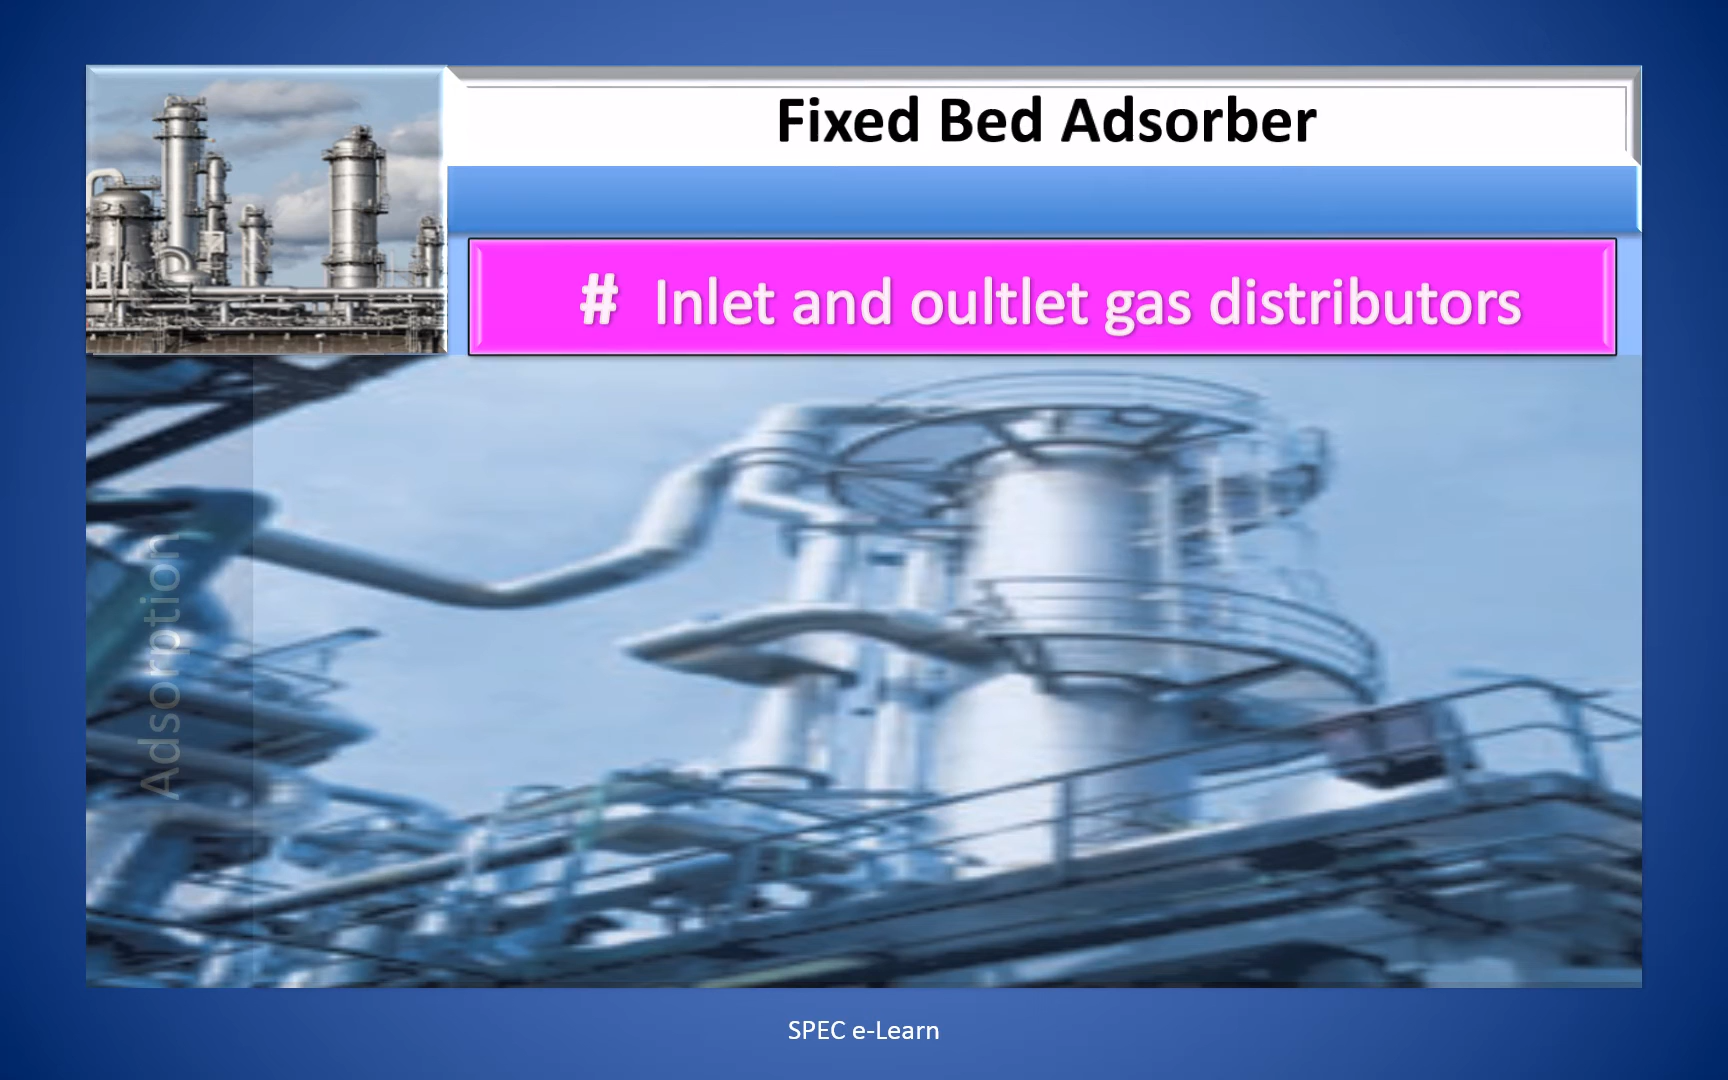 Fixed Bed Adsorber
# Inlet and oultlet gas distributors
Adsorption
SPEC e-Learn